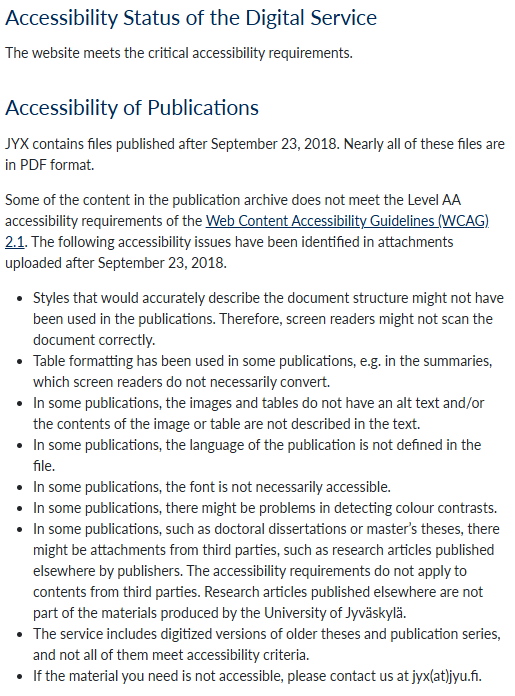 Accessibility Status of the Digital Service
The website meets the critical accessibility requirements.
Accessibility of Publications
JYX contains files published after September 23, 2018. Nearly all of these files are
in PDF format.
Some of the content in the publication archive does not meet the Level AA
accessibility requirements of the Web Content Accessibility Guidelines (WCAG)
2.1. The following accessibility issues have been identified in attachments
uploaded after September 23, 2018.
• Styles that would accurately describe the document structure might not have
been used in the publications. Therefore, screen readers might not scan the
document correctly.
• Table formatting has been used in some publications, e.g. in the summaries,
which screen readers do not necessarily convert.
• In some publications, the images and tables do not have an alt text and/or
the contents of the image or table are not described in the text.
• In some publications, the language of the publication is not defined in the
file.
• In some publications, the font is not necessarily accessible.
• In some publications, there might be problems in detecting colour contrasts.
• In some publications, such as doctoral dissertations or master's theses, there
might be attachments from third parties, such as research articles published
elsewhere by publishers. The accessibility requirements do not apply to
contents from third parties. Research articles published elsewhere are not
part of the materials produced by the University of Jyväskylä.
• The service includes digitized versions of older theses and publication series,
and not all of them meet accessibility criteria.
• If the material you need is not accessible, please contact us at jyx(at)jyu.fi.